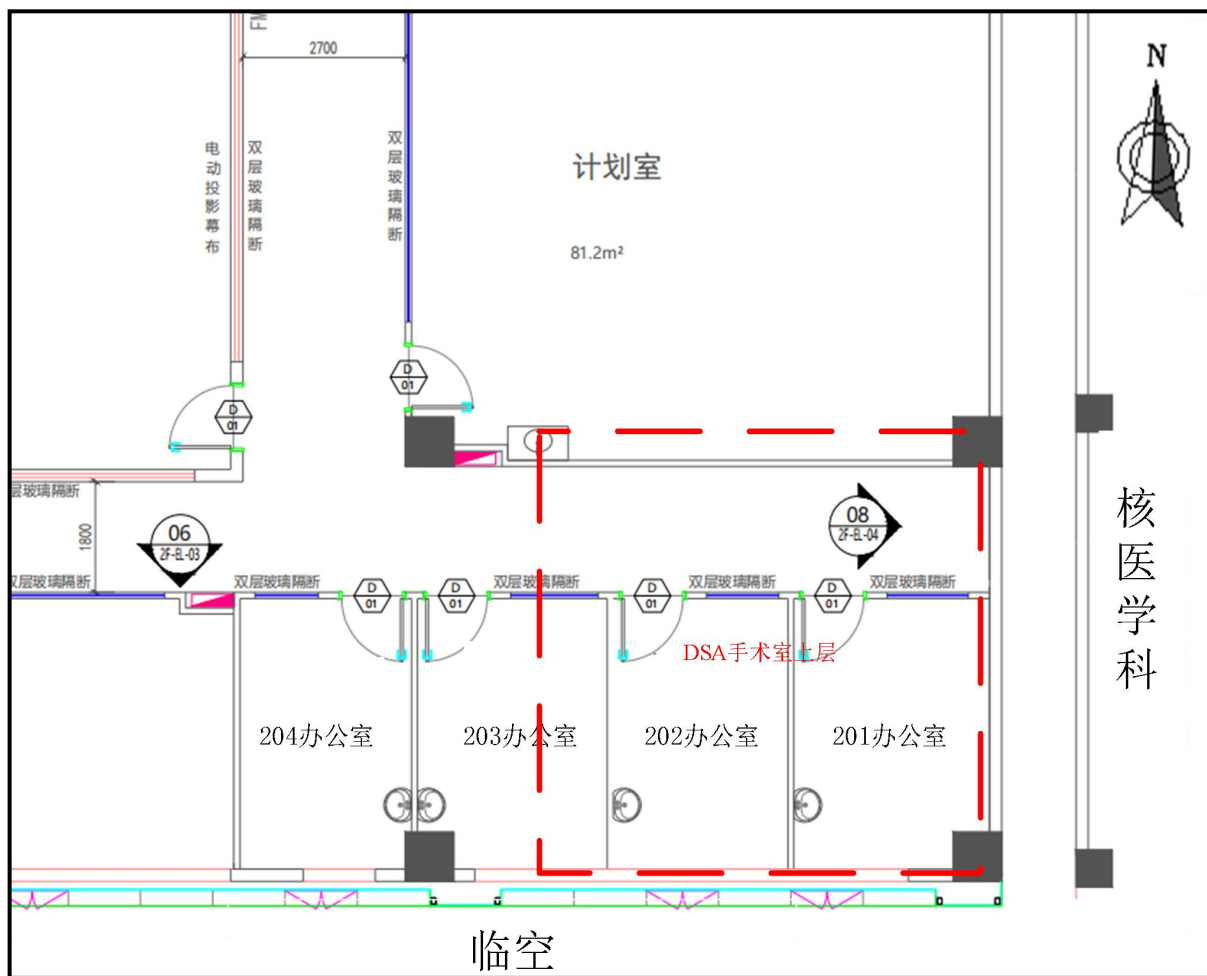 FM
2700
N
电动投影幕布
双层玻璃隔断
双层玻璃隔断
计划室
81.2m²
D
01
D
01
层玻璃隔断
1800
06
2F-EL-03
08
2F-EL-04
核医学科
双层玻璃隔断
双层玻璃隔断
D
01
D
01
双层玻璃隔断
D
01
双层玻璃隔断
D
01
双层玻璃隔断
DSA手术室上层
204办公室
203办公室
202办公室
201办公室
临空